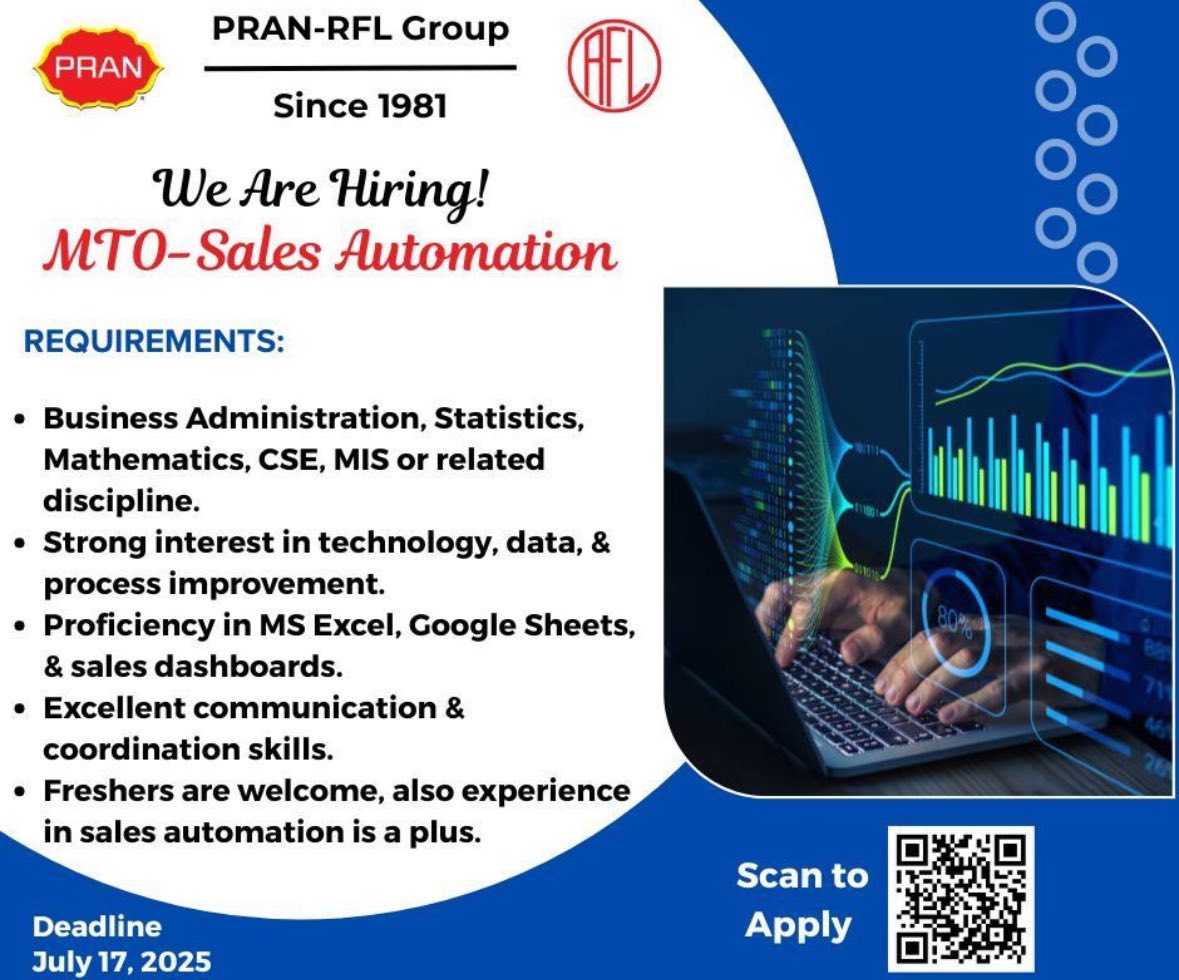 PRAN
PRAN-RFL Group
Since 1981
RFL
We Are Hiring!
MTO-Sales Automation
REQUIREMENTS:
• Business Administration, Statistics,
Mathematics, CSE, MIS or related
discipline.
• Strong interest in technology, data, &
process improvement.
• Proficiency in MS Excel, Google Sheets,
& sales dashboards.
• Excellent communication &
coordination skills.
• Freshers are welcome, also experience
in sales automation is a plus.
80%
Scan to
Apply
Deadline
July 17, 2025